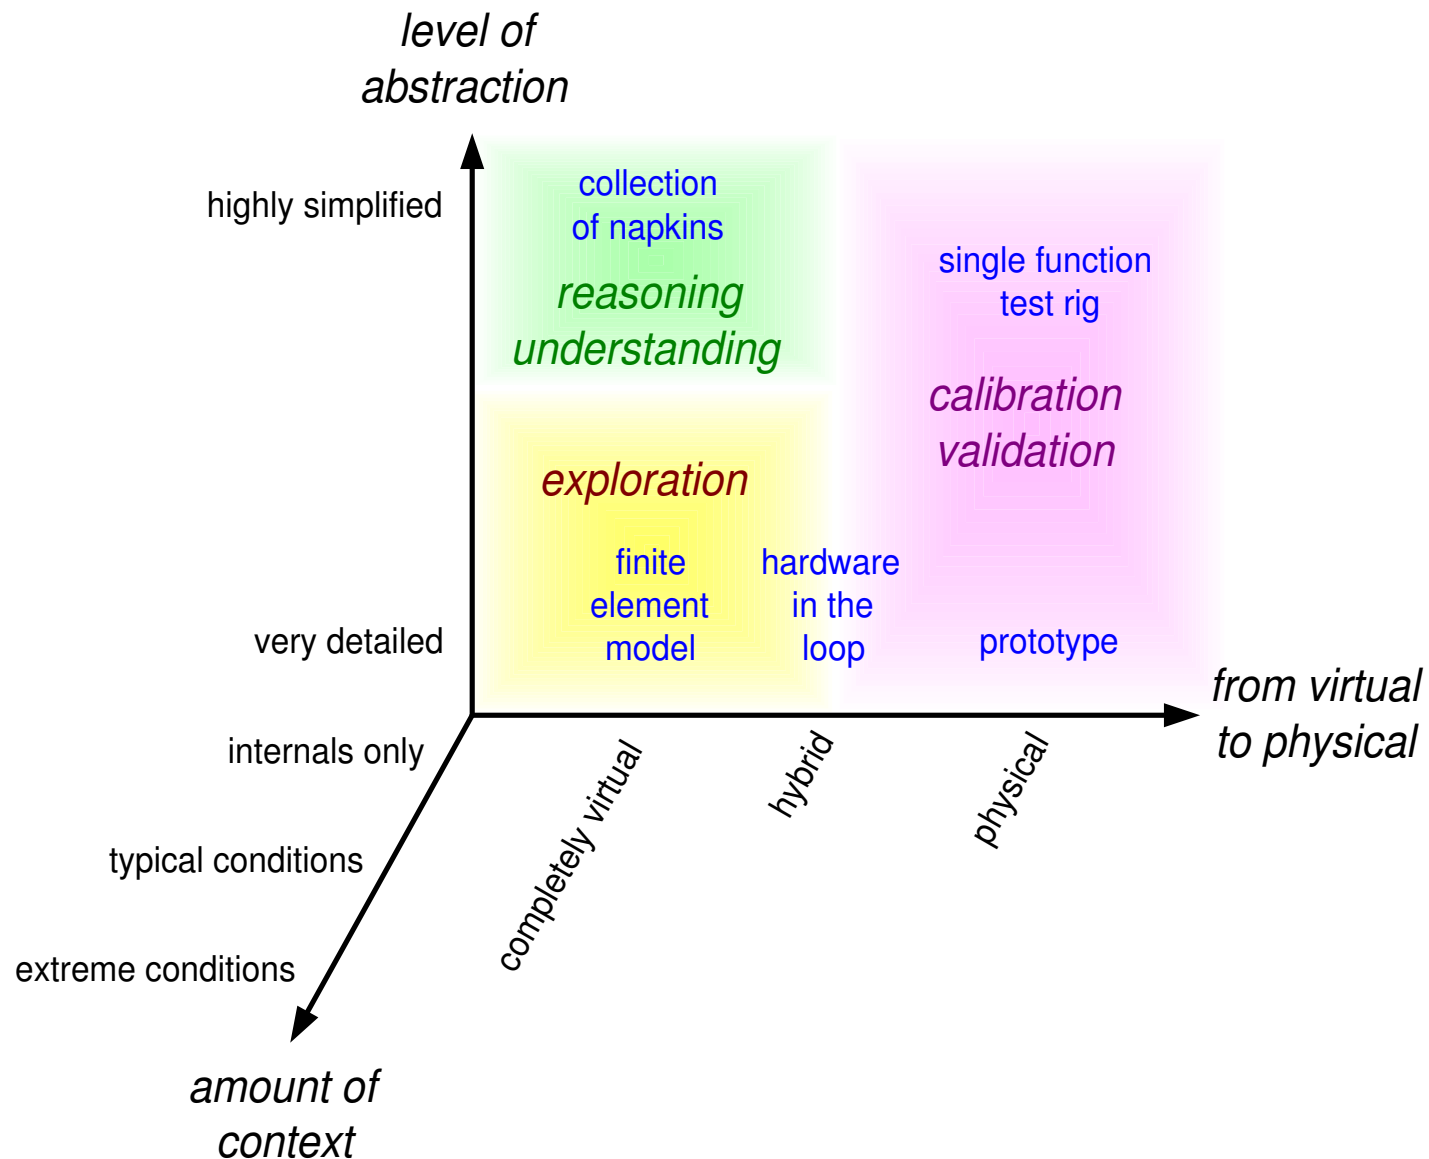 level of
abstraction
highly simplified
collection
of napkins
reasoning
understanding
single function
test rig
calibration
validation
exploration
finite
element
model
hardware
in the
loop
prototype
very detailed
from virtual
to physical
internals only
typical conditions
extreme conditions
completely virtual
hybrid
physical
amount of
context